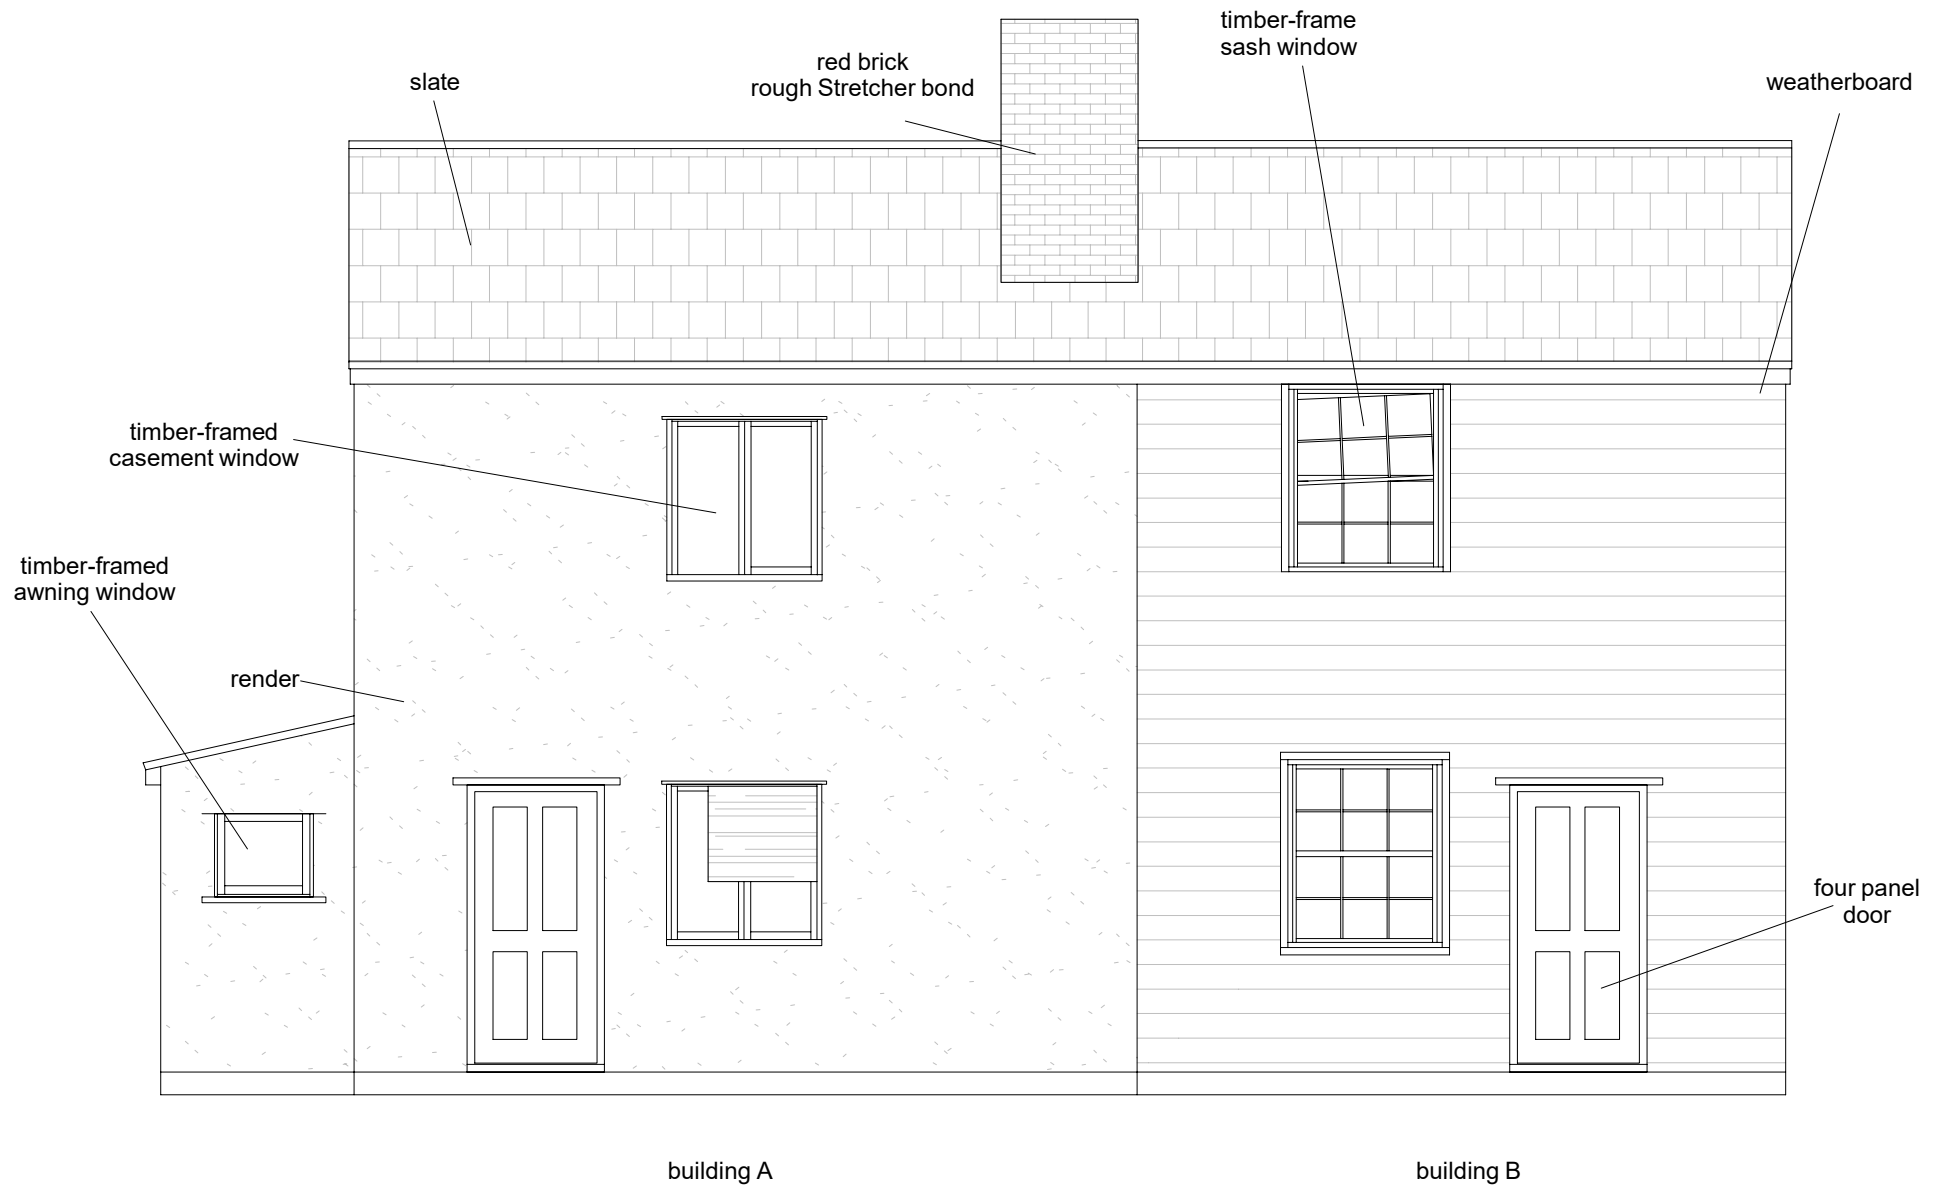 timber-frame
sash window
red brick
rough Stretcher bond
slate
weatherboard
timber-framed
casement window
timber-framed
awning window
render
four panel
door
building A
building B